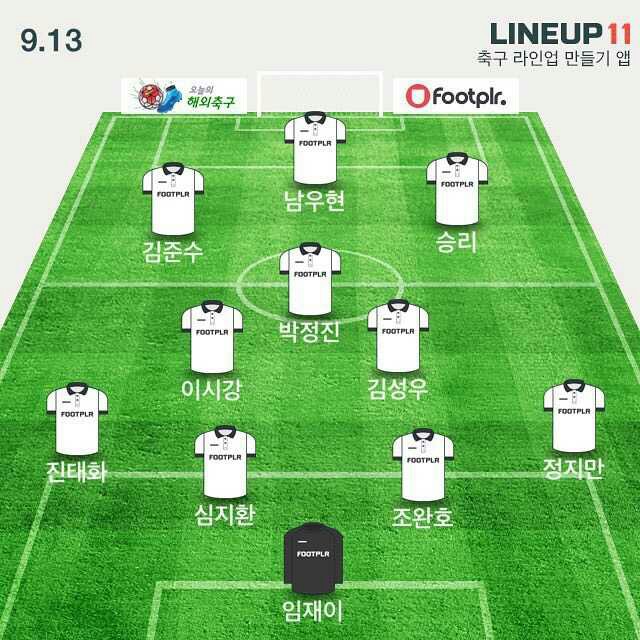 9.13
LINEUP11
축구 라인업 만들기 앱
오늘의
해외축구
Footplr.
FOOTPLR
남우현
FOOTPLR
김준수
FOOTPLR
승리
FOOTPLR
박정진
FOOTPLR
이시강
FOOTPLR
김성우
FOOTPLR
진태화
FOOTPLR
심지환
FOOTPLR
조완호
FOOTPLR
정지만
FOOTPLR
임재이